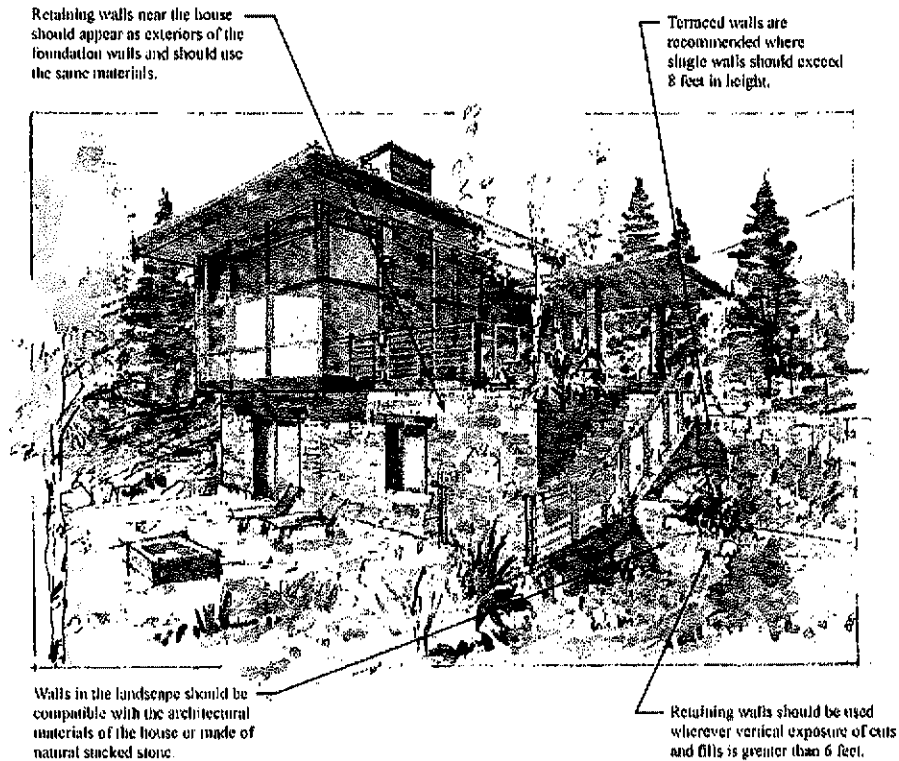 Retaining walls near the house
should appear as exteriors of the
foundation walls and should use
the same materials.
Terraced walls are
recommended where
single walls should exceed
8 feet in height.
Walls in the landscape should be
compatible with the architectural
materials of the house or made of
natural stacked stone.
Retaining walls should be used
wherever vertical exposure of cuts
and fills is greater than 6 feet.